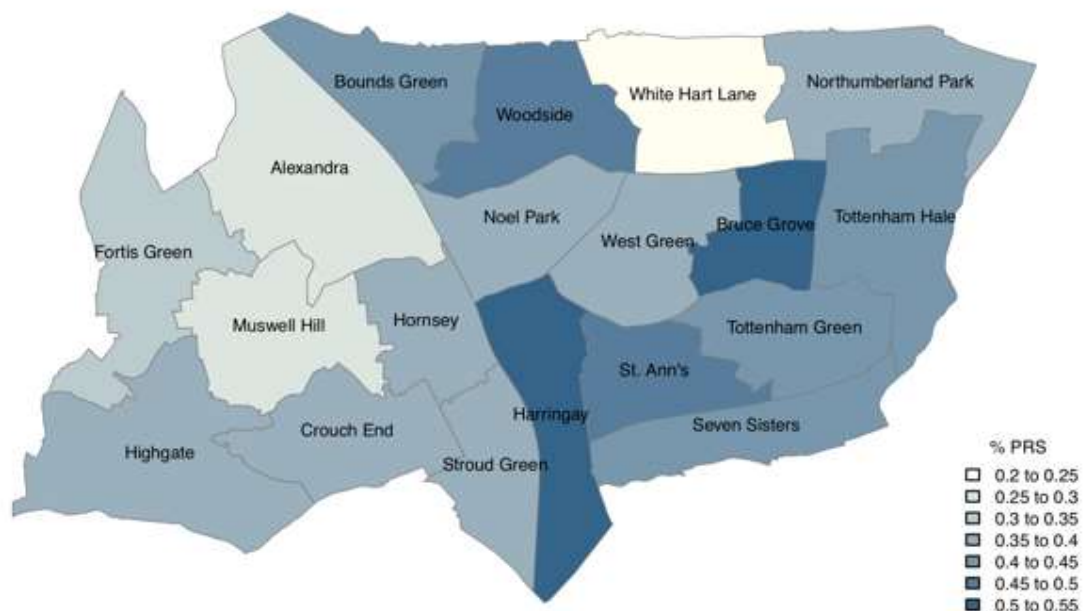 Bounds Green
White Hart Lane
Northumberland Park
Woodside
Alexandra
Noel Park
West Green
Bruce Grove
Tottenham Hale
Fortis Green
Muswell Hill
Hornsey
Tottenham Green
St. Ann's
Harringay
Seven Sisters
Crouch End
Highgate
Stroud Green
% PRS
0.2 to 0.25
0.25 to 0.3
0.3 to 0.35
0.35 to 0.4
0.4 to 0.45
0.45 to 0.5
0.5 to 0.55